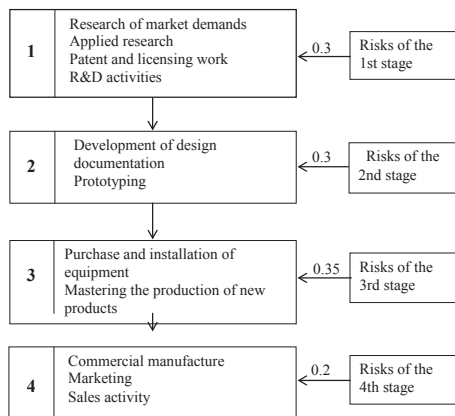 1
Research of market demands
Applied research
Patent and licensing work
R&D activities
0.3
Risks of the
1st stage
2
Development of design
documentation
Prototyping
0.3
Risks of the
2nd stage
3
Purchase and installation of
equipment
Mastering the production of new
products
0.35
Risks of the
3rd stage
4
Commercial manufacture
Marketing
Sales activity
0.2
Risks of the
4th stage